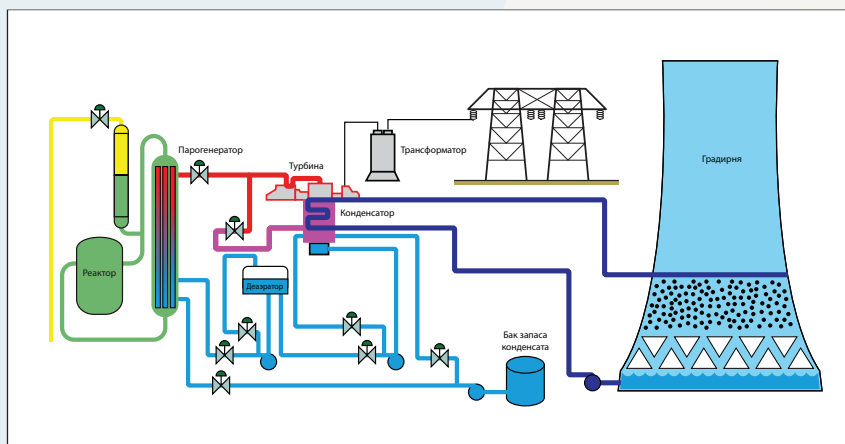 Парогенератор
Турбина
Трансформатор
Градирня
Конденсатор
Реактор
Деаэратор
Бак запаса
конденсата